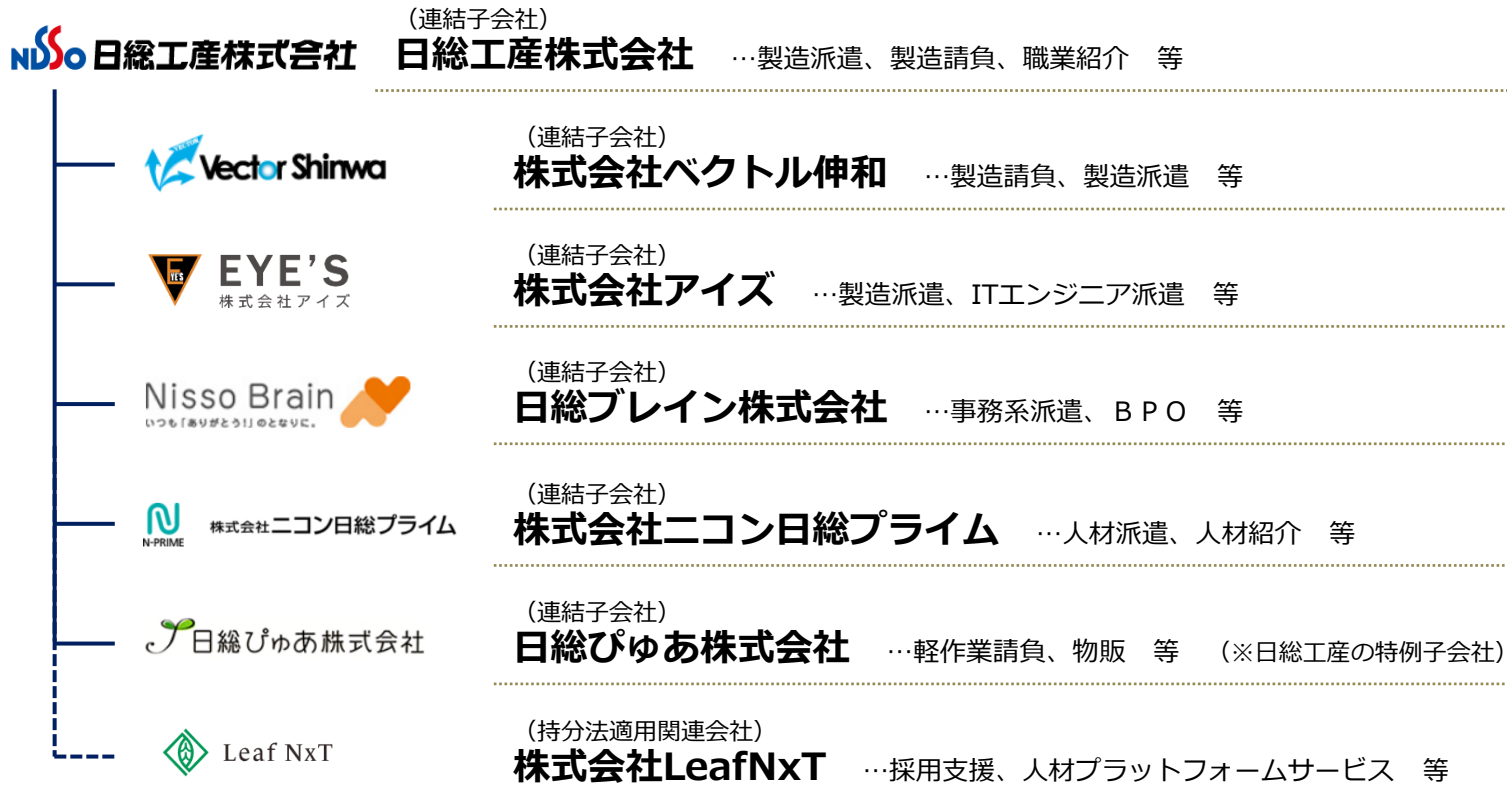 (連結子会社)
NISSO 日総工産株式会社 日総工産株式会社 …製造派遣、製造請負、職業紹介 等
(連結子会社)
VECTOR
Vector Shinwa 株式会社ベクトル伸和 …製造請負、製造派遣 等
(連結子会社)
EYE'S EYE'S 株式会社アイズ …製造派遣、ITエンジニア派遣 等
株式会社アイズ
(連結子会社)
Nisso Brain 日総ブレイン株式会社 …事務系派遣、BPO 等
いつも「ありがとう!」のとなりに。
(連結子会社)
株式会社ニコン日総プライム 株式会社ニコン日総プライム …人材派遣、人材紹介 等
N-PRIME
(連結子会社)
日総ぴゅあ株式会社 日総ぴゅあ株式会社 …軽作業請負、物販 等 (※日総工産の特例子会社)
(持分法適用関連会社)
Leaf NxT 株式会社LeafNxT …採用支援、人材プラットフォームサービス 等